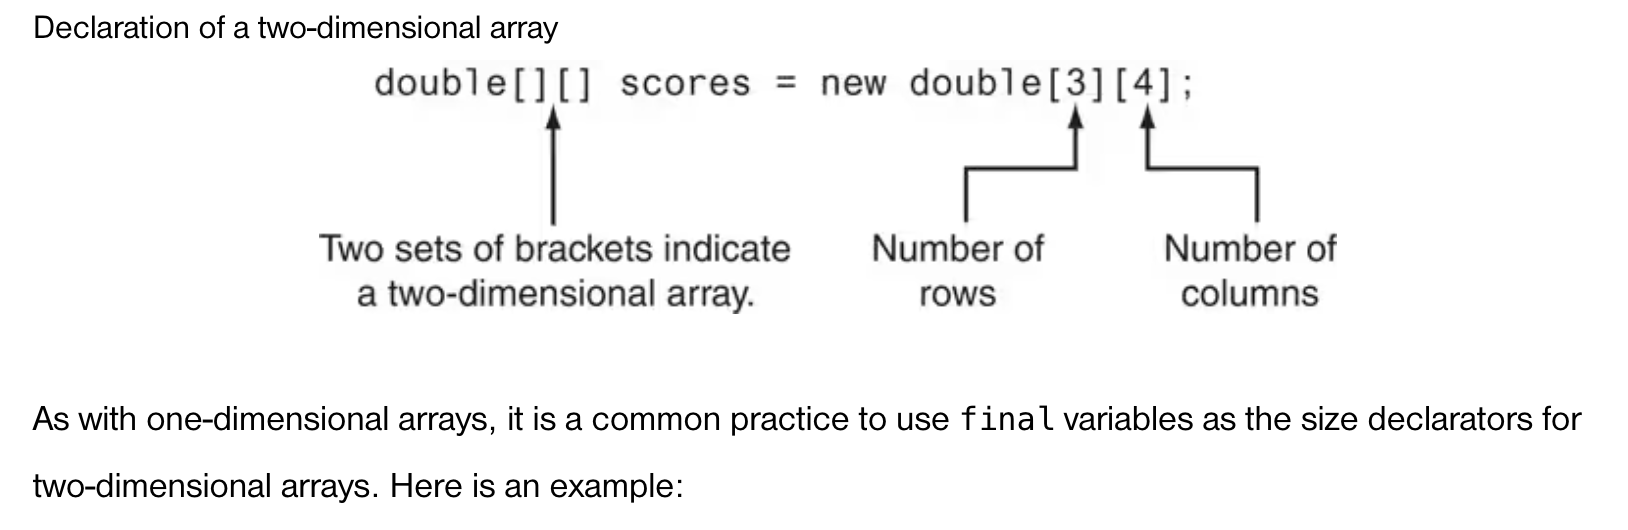 Declaration of a two-dimensional array
double[][] scores = new double[3][4];
Two sets of brackets indicate
a two-dimensional array.
Number of
rows
Number of
columns
As with one-dimensional arrays, it is a common practice to use final variables as the size declarators for
two-dimensional arrays. Here is an example: